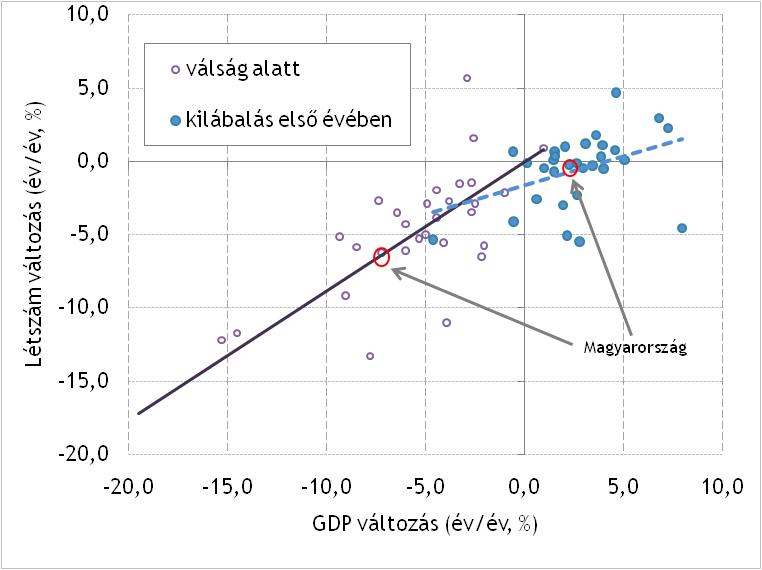 10,0
5,0
0,0
-5,0
-10,0
-15,0
-20,0
Létszám változás (év/év, %)
válság alatt
kilábalás első évében
Magyarország
-20,0 -15,0 -10,0 -5,0 0,0 5,0 10,0
GDP változás (év/év, %)